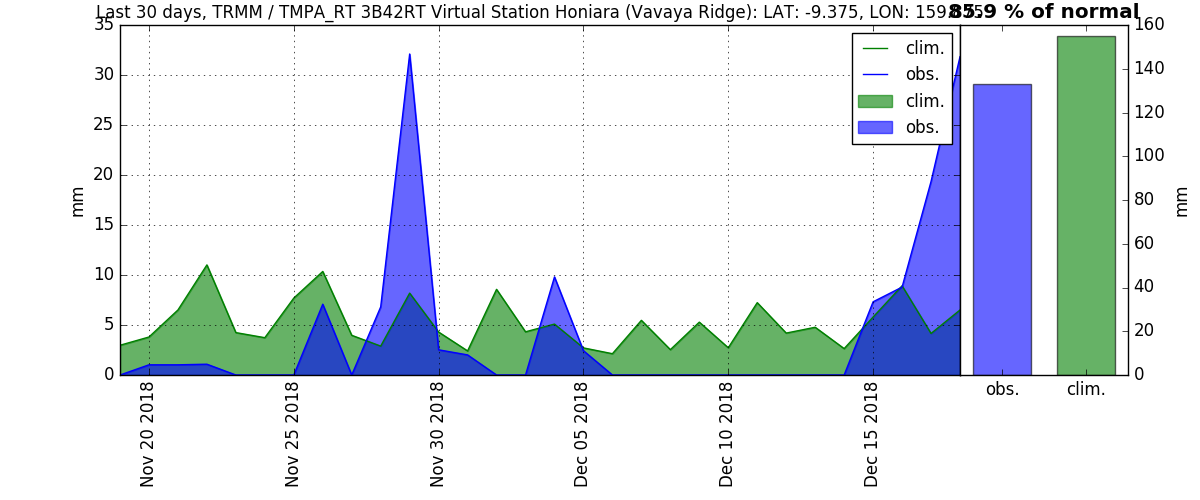 Last 30 days, TRMM / TMPA_RT 3B42RT Virtual Station Honiara (Vavaya Ridge): LAT: -9.375, LON: 159.875
85.9 % of normal
35
30
25
20
15
10
5
0
mm
clim.
obs.
clim.
obs.
160
140
120
100
80
60
40
20
0
mm
obs.
clim.
Nov 20 2018
Nov 25 2018
Nov 30 2018
Dec 05 2018
Dec 10 2018
Dec 15 2018